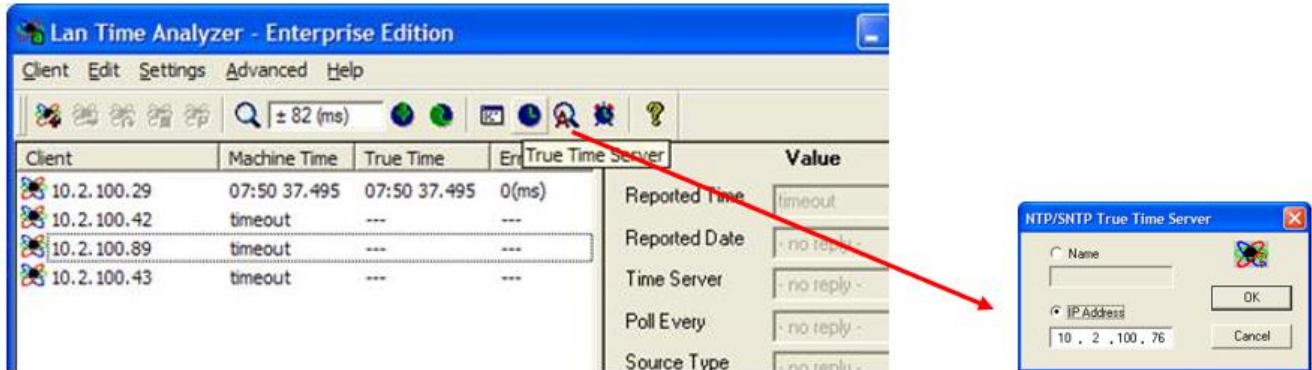 Lan Time Analyzer - Enterprise Edition
Client Edit Settings Advanced Help
± 82 (ms)
True Time Server
Client Machine Time True Time Err
10.2.100.29 07:50 37.495 07:50 37.495 0(ms)
10.2.100.42 timeout --- ---
10.2.100.89 timeout --- ---
10.2.100.43 timeout --- ---
Value
Reported Time timeout
Reported Date - no reply -
Time Server - no reply -
Poll Every - no reply -
Source Type - no reply -
NTP/SNTP True Time Server
Name
IP Address
10 . 2 . 100 . 76
OK
Cancel